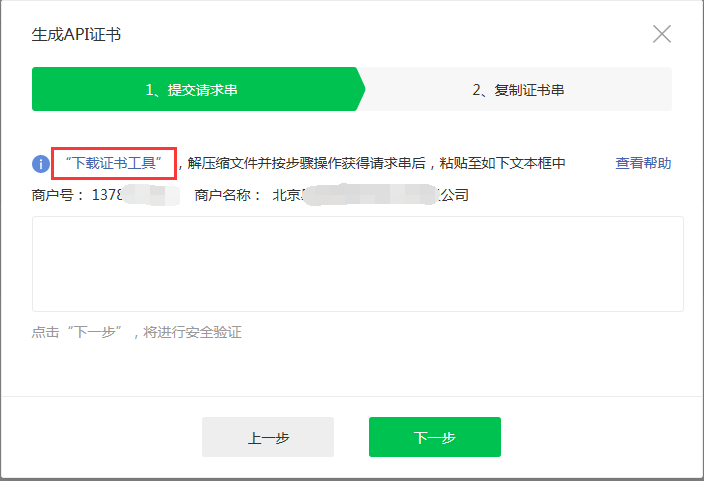 生成API证书
1、提交请求串
2、复制证书串
“下载证书工具”，解压缩文件并按步骤操作获得请求串后，粘贴至如下文本框中 查看帮助
商户号：1378 商户名称： 北京 公司
点击“下一步”，将进行安全验证
上一步
下一步